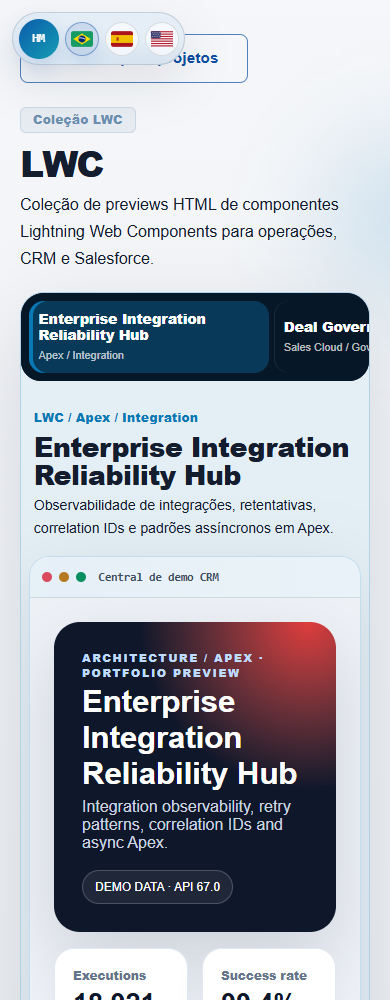 HM
Coleção LWC
LWC
Coleção de previews HTML de componentes
Lightning Web Components para operações,
CRM e Salesforce.
Enterprise Integration
Reliability Hub
Apex / Integration
Deal
Sales Cloud /
LWC / Apex / Integration
Enterprise Integration
Reliability Hub
Observabilidade de integrações, retentativas,
correlation IDs e padrões assíncronos em Apex.
Central de demo CRM
ARCHITECTURE / APEX ·
PORTFOLIO PREVIEW
Enterprise
Integration
Reliability Hub
Integration observability, retry
patterns, correlation IDs and
async Apex.
DEMO DATA · API 67.0
Executions
Success rate